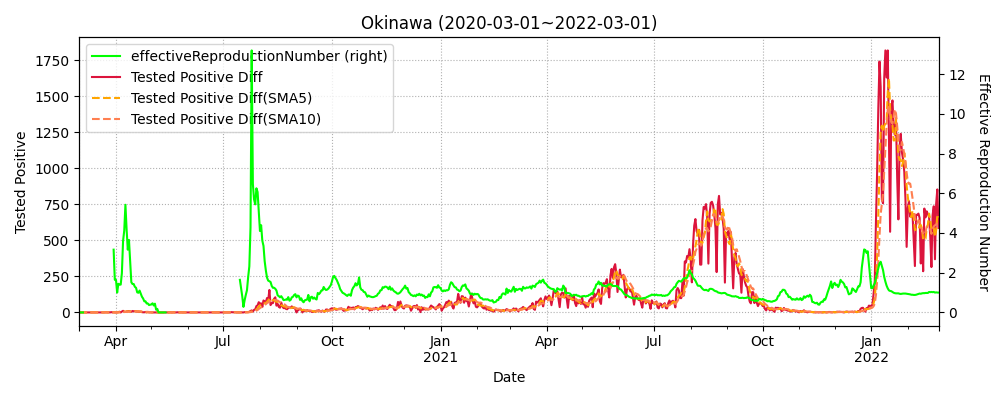 Okinawa (2020-03-01~2022-03-01)
effectiveReproductionNumber (right)
Tested Positive Diff
Tested Positive Diff(SMA5)
Tested Positive Diff(SMA10)
Tested Positive
1750
1500
1250
1000
750
500
250
0
Effective Reproduction Number
12
10
8
6
4
2
0
Apr Jul Oct Jan Apr Jul Oct Jan
2021 2022
Date